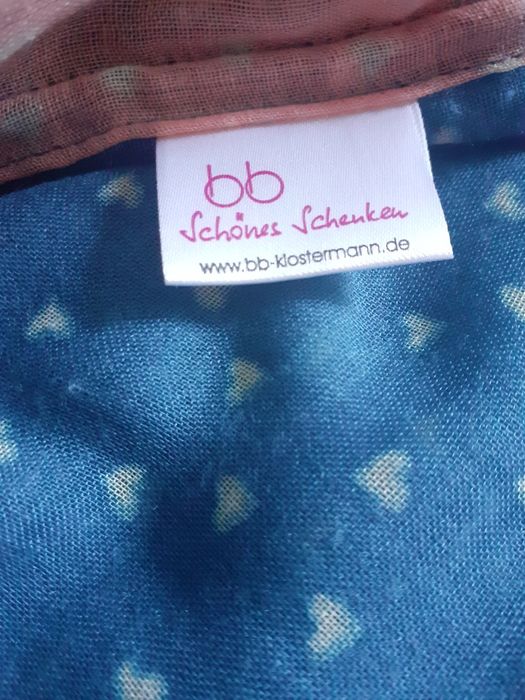 bb
Schönes Schenken
www.bb-klostermann.de